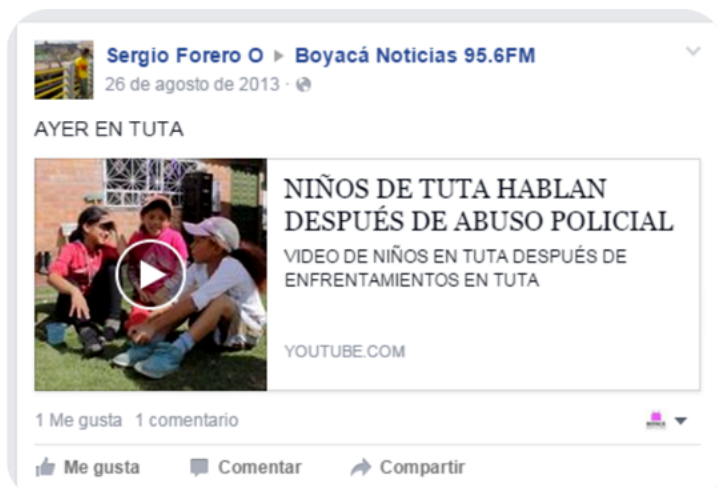 Sergio Forero O ▶ Boyacá Noticias 95.6FM
26 de agosto de 2013 ·
AYER EN TUTA
NIÑOS DE TUTA HABLAN
DESPUÉS DE ABUSO POLICIAL
VIDEO DE NIÑOS EN TUTA DESPUÉS DE
ENFRENTAMIENTOS EN TUTA
YOUTUBE.COM
1 Me gusta 1 comentario
Me gusta Comentar Compartir